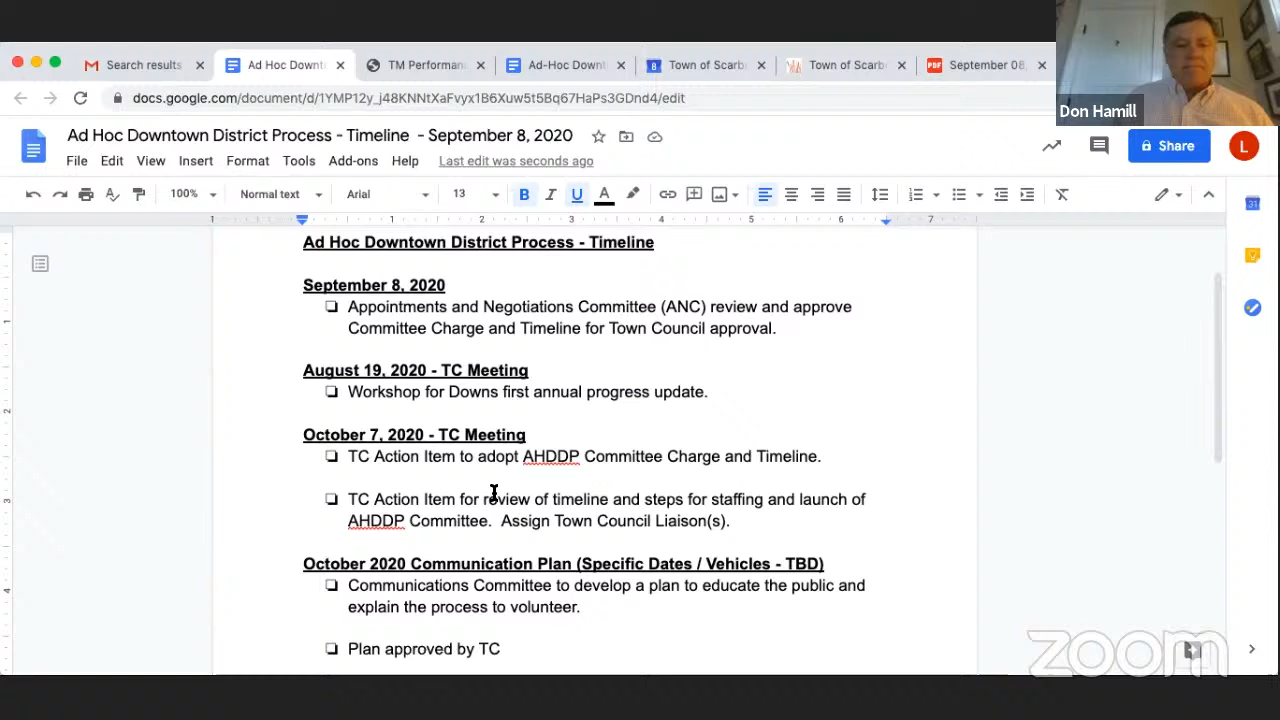 Search results
Ad Hoc Downt
TM Performan
Ad-Hoc Downt
Town of Scarb
Town of Scarb
September 08,
docs.google.com/document/d/1YMP12y_j48KNNtXaFvyx1B6Xuw5t5Bq67HaPs3GDnd4/edit
Don Hamill
Ad Hoc Downtown District Process - Timeline - September 8, 2020
Share
L
File Edit View Insert Format Tools Add-ons Help Last edit was seconds ago
100% Normal text Arial 13 B I U A
1 1 2 3 4 5 6 7
Ad Hoc Downtown District Process - Timeline
September 8, 2020
Appointments and Negotiations Committee (ANC) review and approve
Committee Charge and Timeline for Town Council approval.
August 19, 2020 - TC Meeting
Workshop for Downs first annual progress update.
October 7, 2020 - TC Meeting
TC Action Item to adopt AHDDP Committee Charge and Timeline.
TC Action Item for review of timeline and steps for staffing and launch of
AHDDP Committee. Assign Town Council Liaison(s).
October 2020 Communication Plan (Specific Dates / Vehicles - TBD)
Communications Committee to develop a plan to educate the public and
explain the process to volunteer.
Plan approved by TC
zoom